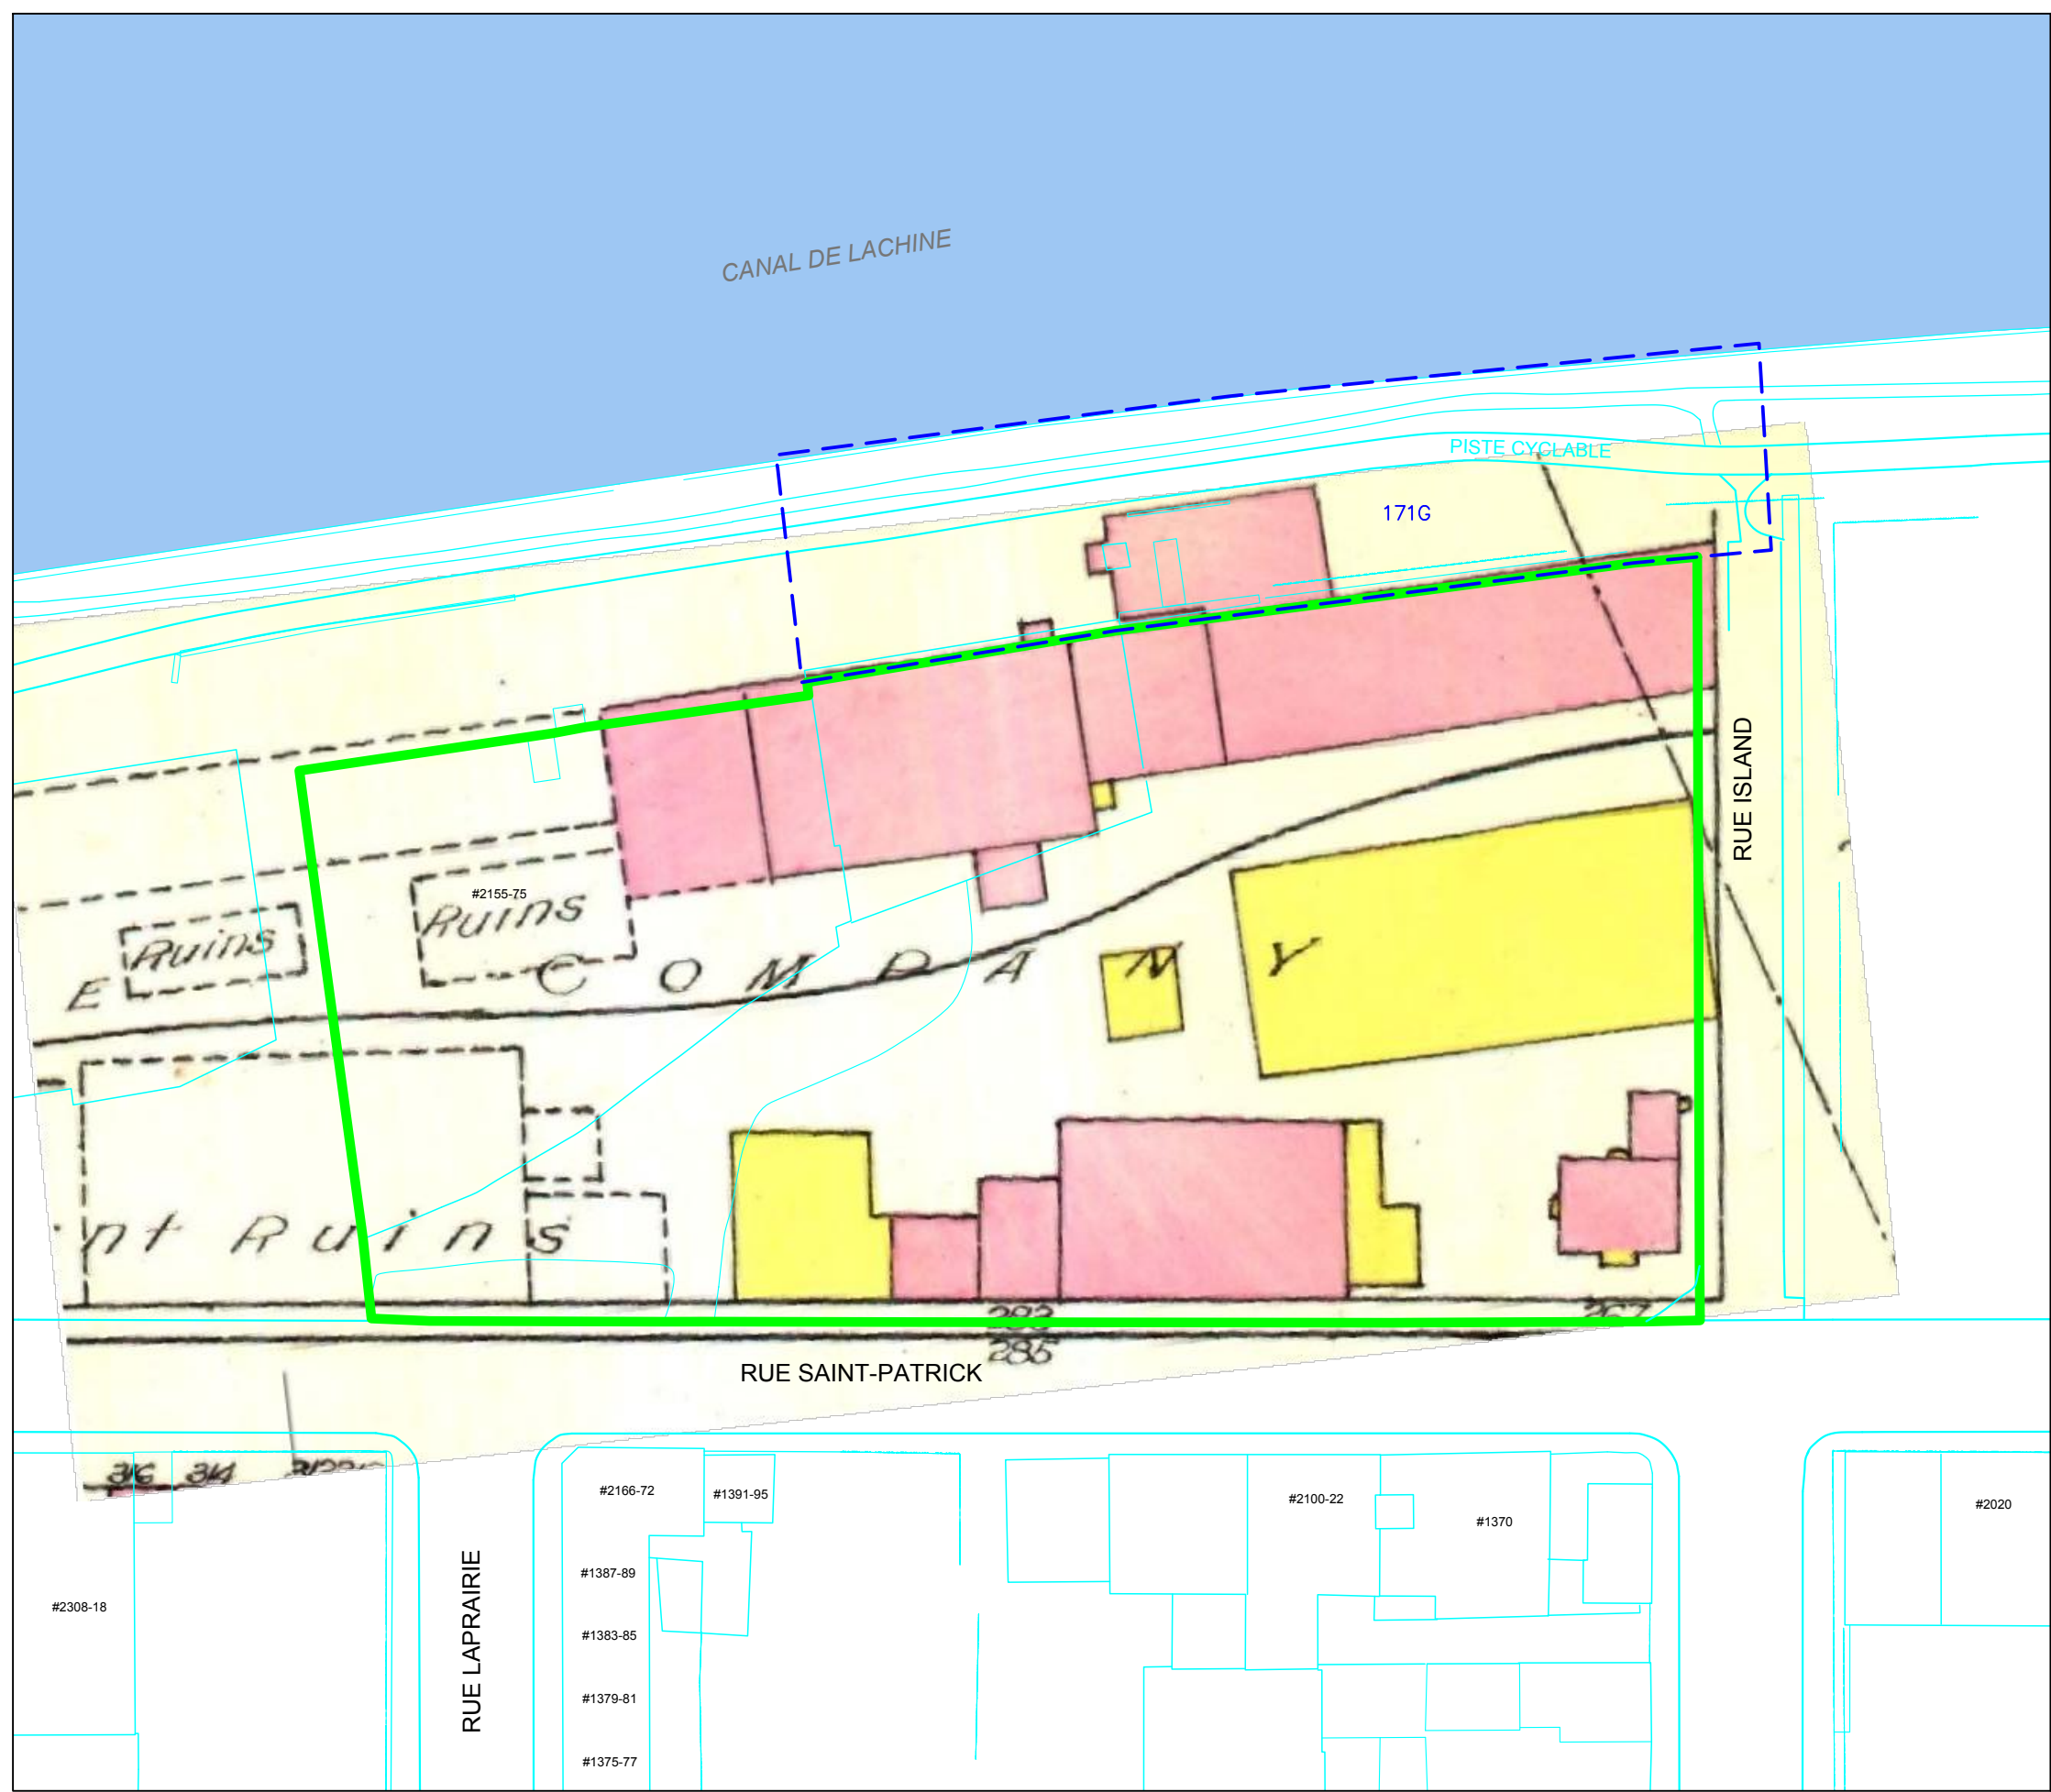 CANAL DE LACHINE
PISTE CYCLABLE
171G
RUE ISLAND
#2155-75
Ruins
Ruins
E
COMPANY
nt Ruins
283
267
285
RUE SAINT-PATRICK
316 314
#2166-72
#1391-95
#2100-22
#1370
#2020
#1387-89
#2308-18
#1383-85
RUE LAPRAIRIE
#1379-81
#1375-77